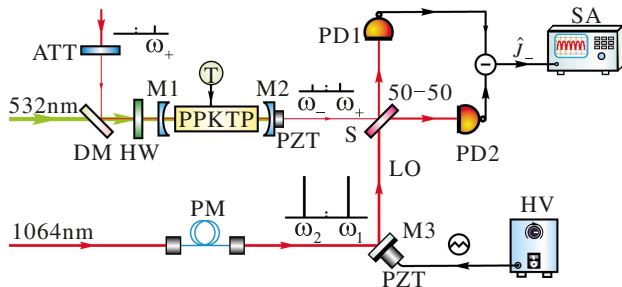 PD1
SA
ATT
ω₊
ĵ₋
T
M1
M2
50-50
532nm
PPKTP
ω₋ ω₊
DM
HW
PZT
S
PD2
LO
PM
HV
1064nm
ω₂ ω₁
M3
PZT